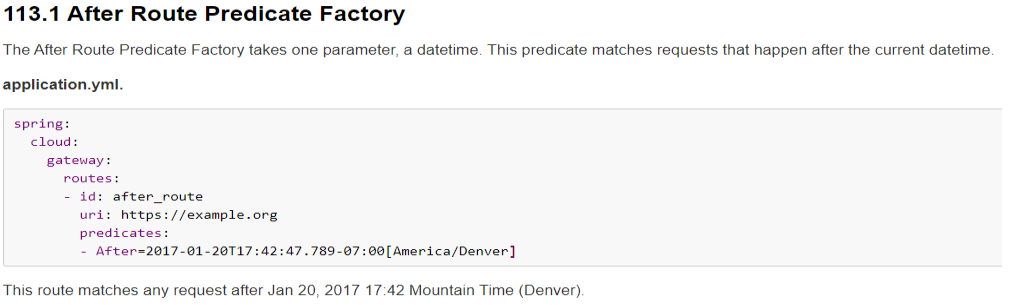 113.1 After Route Predicate Factory
The After Route Predicate Factory takes one parameter, a datetime. This predicate matches requests that happen after the current datetime.
application.yml.
spring:
  cloud:
    gateway:
      routes:
      - id: after_route
        uri: https://example.org
        predicates:
        - After=2017-01-20T17:42:47.789-07:00[America/Denver]
This route matches any request after Jan 20, 2017 17:42 Mountain Time (Denver).